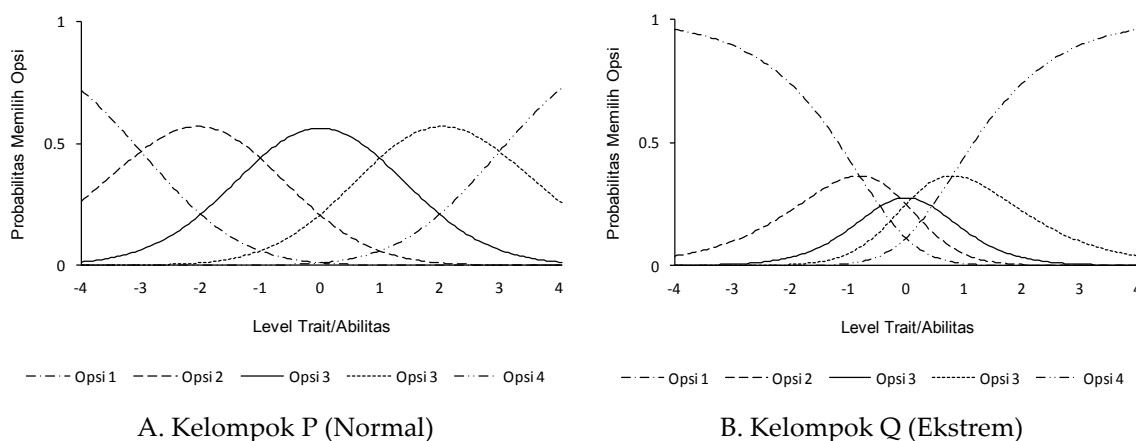 Probabilitas Memilih Opsi
1
0.5
0
-4 -3 -2 -1 0 1 2 3 4
Level Trait/Abilitas
Opsi 1 Opsi 2 Opsi 3 Opsi 3 Opsi 4
A. Kelompok P (Normal)
Probabilitas Memilih Opsi
1
0.5
0
-4 -3 -2 -1 0 1 2 3 4
Level Trait/Abilitas
Opsi 1 Opsi 2 Opsi 3 Opsi 3 Opsi 4
B. Kelompok Q (Ekstrem)